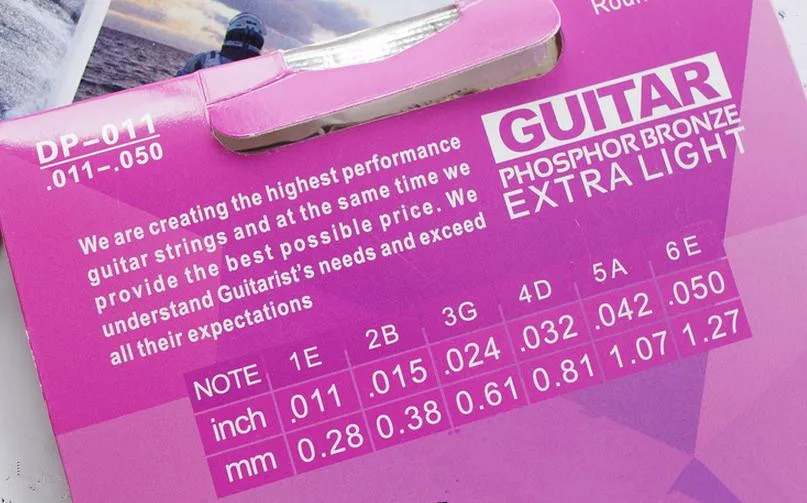 Roun
DP-011
.011-.050
GUITAR
PHOSPHOR BRONZE
EXTRA LIGHT
We are creating the highest performance
guitar strings and at the same time we
provide the best possible price. We
understand Guitarist's needs and exceed
all their expectations
NOTE 1E 2B 3G 4D 5A 6E
inch .011 .015 .024 .032 .042 .050
mm 0.28 0.38 0.61 0.81 1.07 1.27